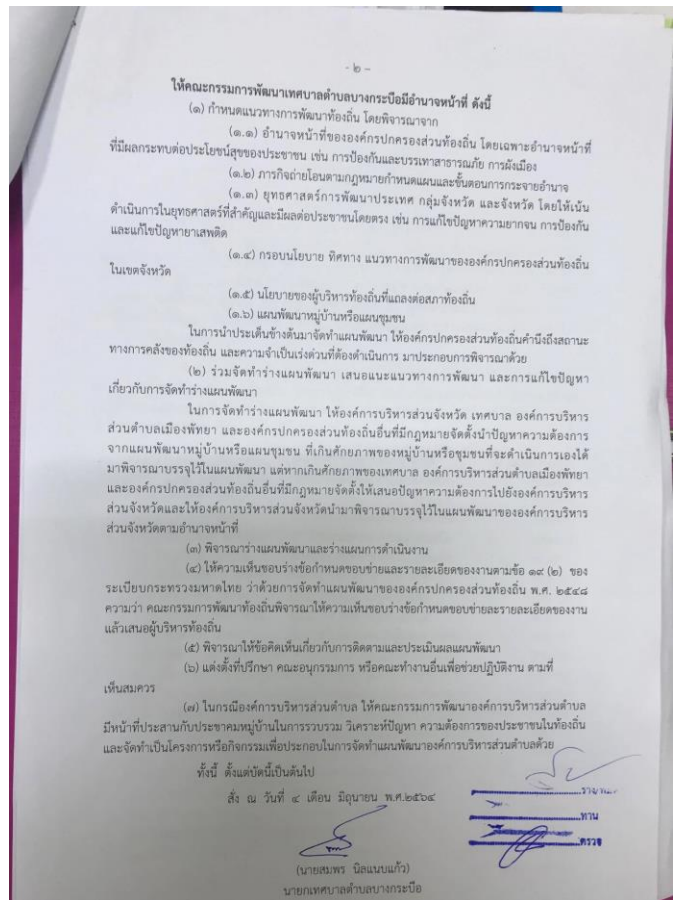 - ๒ -
ให้คณะกรรมการพัฒนาเทศบาลตำบลบางกระบือมีอำนาจหน้าที่ ดังนี้
(๑) กำหนดแนวทางการพัฒนาท้องถิ่น โดยพิจารณาจาก
(๑.๑) อำนาจหน้าที่ขององค์กรปกครองส่วนท้องถิ่น โดยเฉพาะอำนาจหน้าที่
ที่มีผลกระทบต่อประโยชน์สุขของประชาชน เช่น การป้องกันและบรรเทาสาธารณภัย การผังเมือง
(๑.๒) ภารกิจถ่ายโอนตามกฎหมายกำหนดแผนและขั้นตอนการกระจายอำนาจ
(๑.๓) ยุทธศาสตร์การพัฒนาประเทศ กลุ่มจังหวัด และจังหวัด โดยให้เน้น
ดำเนินการในยุทธศาสตร์ที่สำคัญและมีผลต่อประชาชนโดยตรง เช่น การแก้ไขปัญหาความยากจน การป้องกัน
และแก้ไขปัญหายาเสพติด
(๑.๔) กรอบนโยบาย ทิศทาง แนวทางการพัฒนาขององค์กรปกครองส่วนท้องถิ่น
ในเขตจังหวัด
(๑.๕) นโยบายของผู้บริหารท้องถิ่นที่แถลงต่อสภาท้องถิ่น
(๑.๖) แผนพัฒนาหมู่บ้านหรือแผนชุมชน
ในการนำประเด็นข้างต้นมาจัดทำแผนพัฒนา ให้องค์กรปกครองส่วนท้องถิ่นคำนึงถึงสถานะ
ทางการคลังของท้องถิ่น และความจำเป็นเร่งด่วนที่ต้องดำเนินการ มาประกอบการพิจารณาด้วย
(๒) ร่วมจัดทำร่างแผนพัฒนา เสนอแนะแนวทางการพัฒนา และการแก้ไขปัญหา
เกี่ยวกับการจัดทำร่างแผนพัฒนา
ในการจัดทำร่างแผนพัฒนา ให้องค์การบริหารส่วนจังหวัด เทศบาล องค์การบริหาร
ส่วนตำบลเมืองพัทยา และองค์กรปกครองส่วนท้องถิ่นอื่นที่มีกฎหมายจัดตั้งนำปัญหาความต้องการ
จากแผนพัฒนาหมู่บ้านหรือแผนชุมชน ที่เกินศักยภาพของหมู่บ้านหรือชุมชนที่จะดำเนินการเองได้
มาพิจารณาบรรจุไว้ในแผนพัฒนา แต่หากเกินศักยภาพของเทศบาล องค์การบริหารส่วนตำบลเมืองพัทยา
และองค์กรปกครองส่วนท้องถิ่นอื่นที่มีกฎหมายจัดตั้งให้เสนอปัญหาความต้องการไปยังองค์การบริหาร
ส่วนจังหวัดและให้องค์การบริหารส่วนจังหวัดนำมาพิจารณาบรรจุไว้ในแผนพัฒนาขององค์การบริหาร
ส่วนจังหวัดตามอำนาจหน้าที่
(๓) พิจารณาร่างแผนพัฒนาและร่างแผนการดำเนินงาน
(๔) ให้ความเห็นชอบร่างข้อกำหนดขอบข่ายและรายละเอียดของงานตามข้อ ๑๙ (๒) ของ
ระเบียบกระทรวงมหาดไทย ว่าด้วยการจัดทำแผนพัฒนาขององค์กรปกครองส่วนท้องถิ่น พ.ศ. ๒๕๔๘
ความว่า คณะกรรมการพัฒนาท้องถิ่นพิจารณาให้ความเห็นชอบร่างข้อกำหนดขอบข่ายละรายละเอียดของงาน
แล้วเสนอผู้บริหารท้องถิ่น
(๕) พิจารณาให้ข้อคิดเห็นเกี่ยวกับการติดตามและประเมินผลแผนพัฒนา
(๖) แต่งตั้งที่ปรึกษา คณะอนุกรรมการ หรือคณะทำงานอื่นเพื่อช่วยปฏิบัติงาน ตามที่
เห็นสมควร
(๗) ในกรณีองค์การบริหารส่วนตำบล ให้คณะกรรมการพัฒนาองค์การบริหารส่วนตำบล
มีหน้าที่ประสานกับประชาคมหมู่บ้านในการรวบรวม วิเคราะห์ปัญหา ความต้องการของประชาชนในท้องถิ่น
และจัดทำเป็นโครงการหรือกิจกรรมเพื่อประกอบในการจัดทำแผนพัฒนาองค์การบริหารส่วนตำบลด้วย
ทั้งนี้ ตั้งแต่บัดนี้เป็นต้นไป
สั่ง ณ วันที่ ๔ เดือน มิถุนายน พ.ศ.๒๕๖๔
ทาน
ตรวจ
(นายสมพร นิลแนบแก้ว)
นายกเทศบาลตำบลบางกระบือ